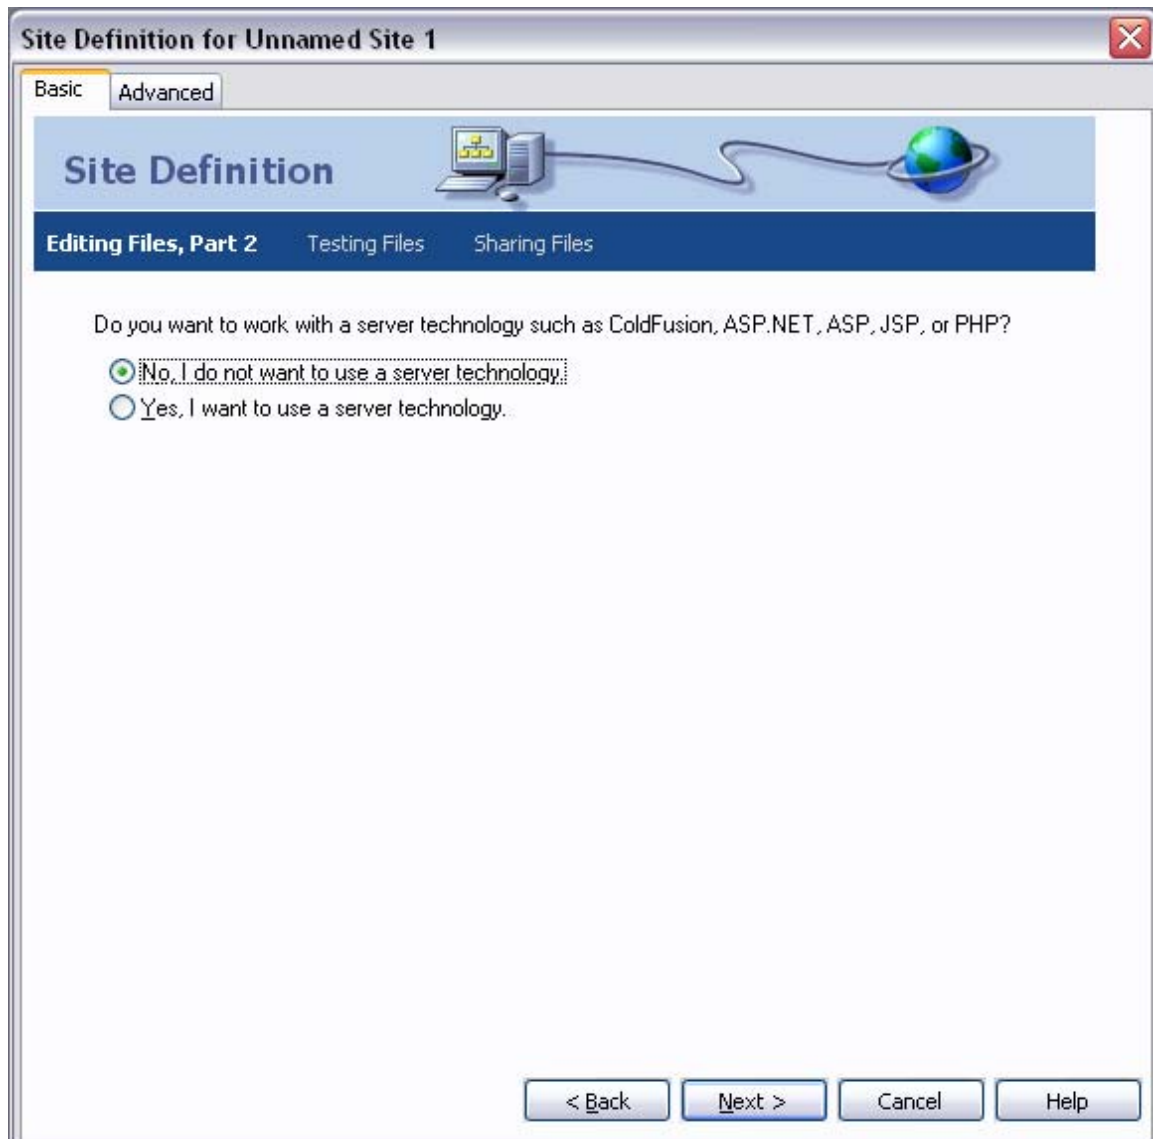 Site Definition for Unnamed Site 1
Basic Advanced
Site Definition
Editing Files, Part 2 Testing Files Sharing Files
Do you want to work with a server technology such as ColdFusion, ASP.NET, ASP, JSP, or PHP?
No, I do not want to use a server technology.
Yes, I want to use a server technology.
< Back Next > Cancel Help